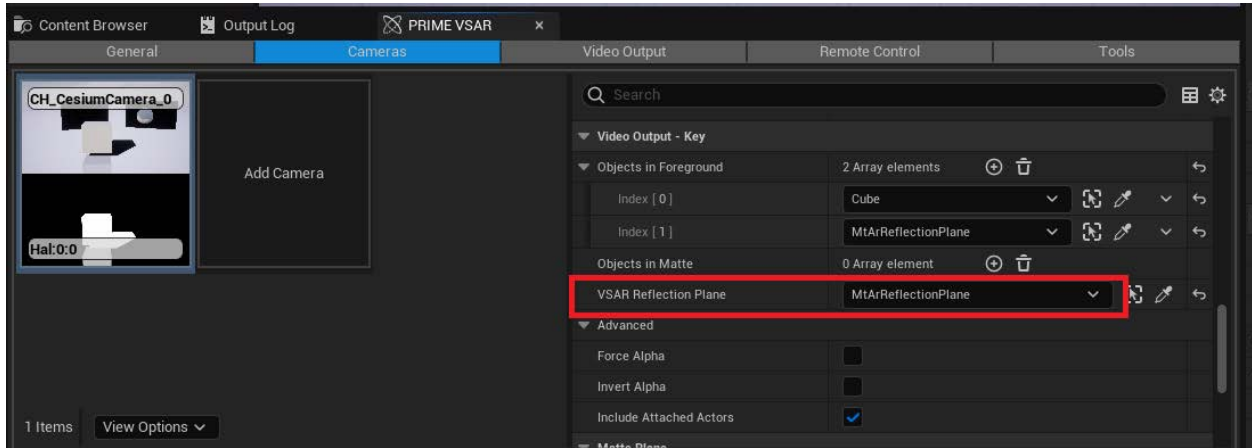 Content Browser
Output Log
PRIME VSAR
General
Cameras
Video Output
Remote Control
Tools
CH_CesiumCamera_0
Hal:0:0
Add Camera
1 Items
View Options
Search
Video Output - Key
Objects in Foreground 2 Array elements
Index [ 0 ] Cube
Index [ 1 ] MtArReflectionPlane
Objects in Matte 0 Array element
VSAR Reflection Plane MtArReflectionPlane
Advanced
Force Alpha
Invert Alpha
Include Attached Actors
Matte Plane